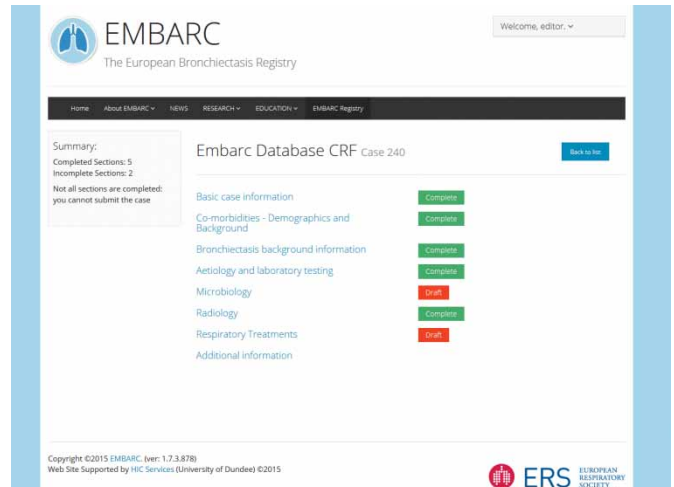 EMBARC
The European Bronchiectasis Registry
Welcome, editor.
Home About EMBARC NEWS RESEARCH EDUCATION EMBARC Registry
Summary:
Completed Sections: 5
Incomplete Sections: 2
Not all sections are completed:
you cannot submit the case
Embarc Database CRF Case 240
Back to list
Basic case information Complete
Co-morbidities - Demographics and
Background Complete
Bronchiectasis background information Complete
Aetiology and laboratory testing Complete
Microbiology Draft
Radiology Complete
Respiratory Treatments Draft
Additional information
Copyright ©2015 EMBARC. (ver: 1.7.3.878)
Web Site Supported by HIC Services (University of Dundee) ©2015
ERS EUROPEAN
RESPIRATORY
SOCIETY